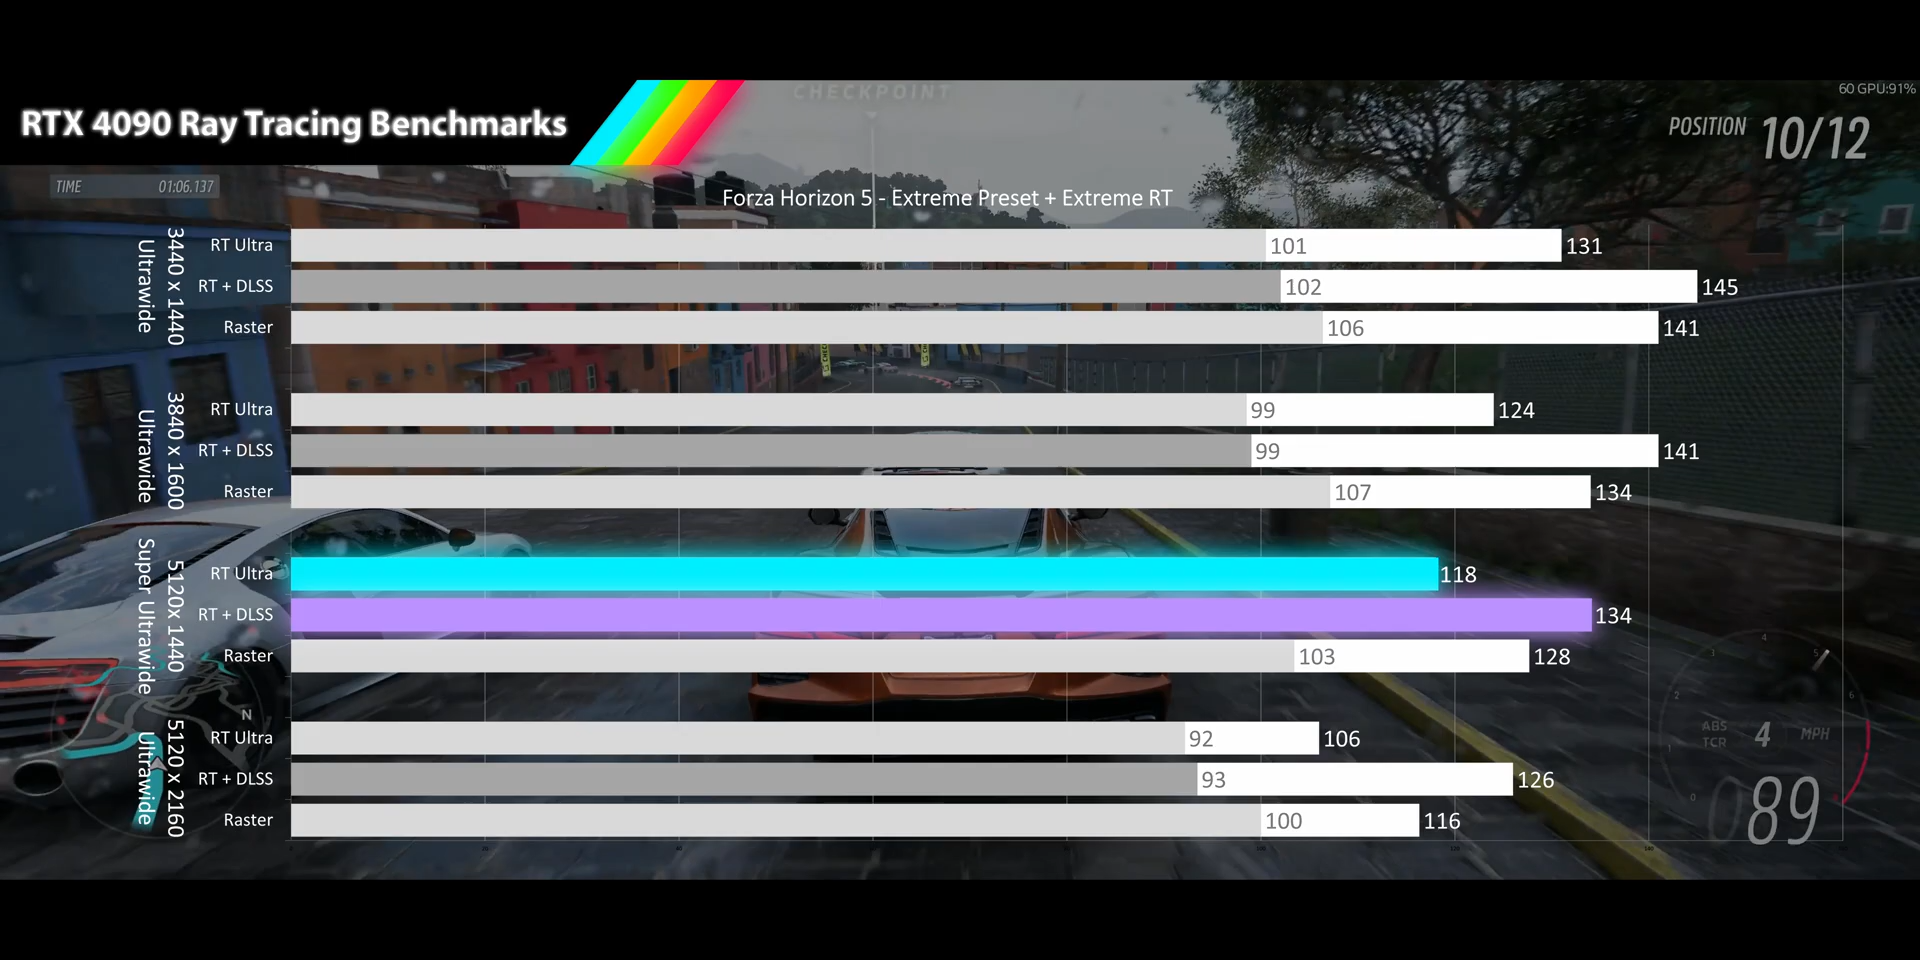 CHECKPOINT
60 GPU:91%
RTX 4090 Ray Tracing Benchmarks
POSITION 10/12
TIME 01:06.137
Forza Horizon 5 - Extreme Preset + Extreme RT
3440 x 1440
Ultrawide
RT Ultra 101 131
RT + DLSS 102 145
Raster 106 141
3840 x 1600
Ultrawide
RT Ultra 99 124
RT + DLSS 99 141
Raster 107 134
5120x 1440
Super Ultrawide
RT Ultra 118
RT + DLSS 134
Raster 103 128
N
5120 x 2160
Ultrawide
RT Ultra 92 106
RT + DLSS 93 126
Raster 100 116
ABS
TCR
4 MPH
089